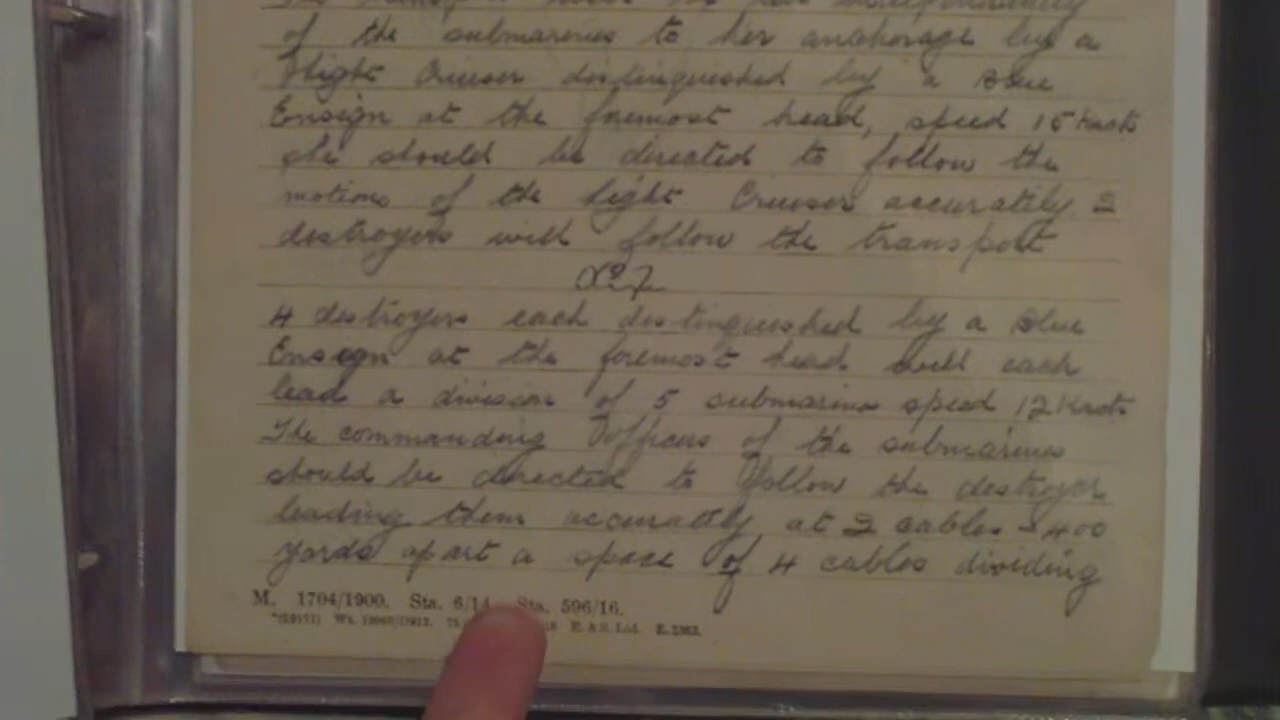 of the submarines to her anchorage by a
light Cruiser distinguished by a Blue
Ensign at the foremost head, speed 15 Knots
She should be directed to follow the
motions of the light Cruiser accurately. 2
destroyers will follow the transport
No 7
4 destroyers each distinguished by a Blue
Ensign at the foremost head will each
lead a division of 5 submarines speed 12 Knots
The commanding Officers of the submarines
should be directed to follow the destroyer
leading them accurately at 2 cables - 400
yards apart a space of 4 cables dividing
M. 1704/1900. Sta. 6/14 Sta. 596/16.